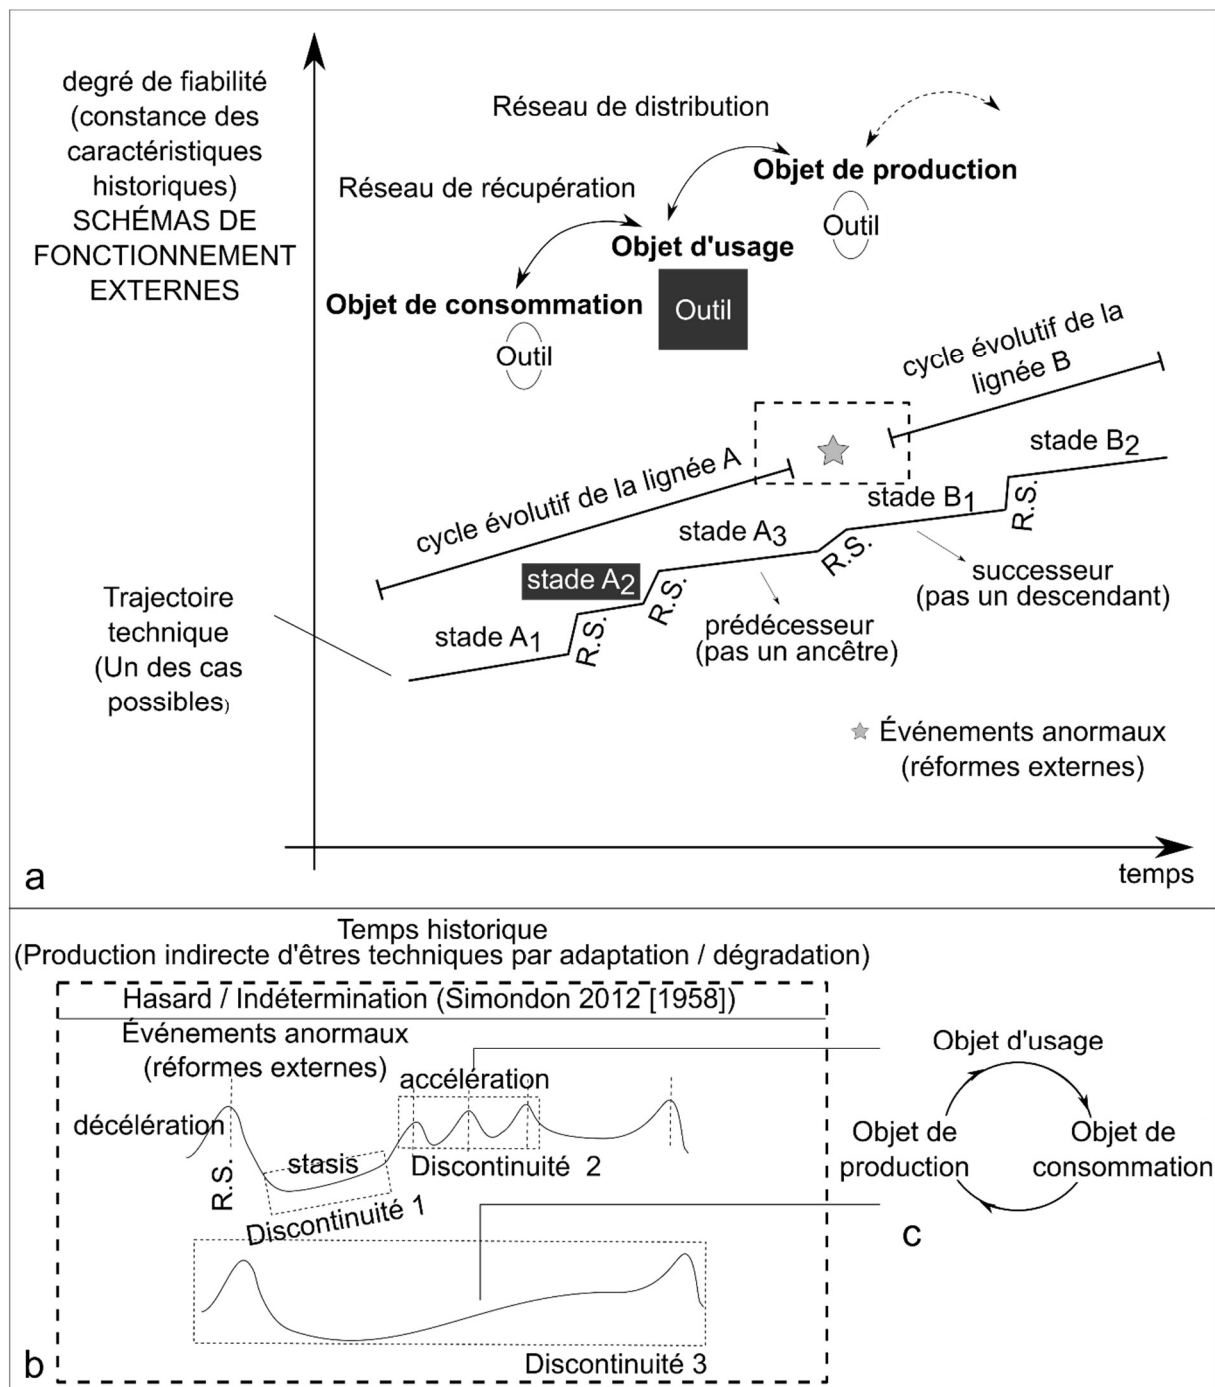 degré de fiabilité
(constance des
caractéristiques
historiques)
SCHÉMAS DE
FONCTIONNEMENT
EXTERNES
Réseau de distribution
Objet de production
Outil
Réseau de récupération
Objet d'usage
Outil
Objet de consommation
Outil
cycle évolutif de la
lignée B
cycle évolutif de la lignée A
stade B2
stade B1
R.S.
stade A3
R.S.
successeur
(pas un descendant)
stade A2
R.S.
prédécesseur
(pas un ancêtre)
stade A1
R.S.
Trajectoire
technique
(Un des cas
possibles)
Événements anormaux
(réformes externes)
temps
a
Temps historique
(Production indirecte d'êtres techniques par adaptation / dégradation)
Hasard / Indétermination (Simondon 2012 [1958])
Événements anormaux
(réformes externes)
accélération
décélération
R.S.
stasis
Discontinuité 1
Discontinuité 2
Discontinuité 3
b
Objet d'usage
Objet de
production
Objet de
consommation
c